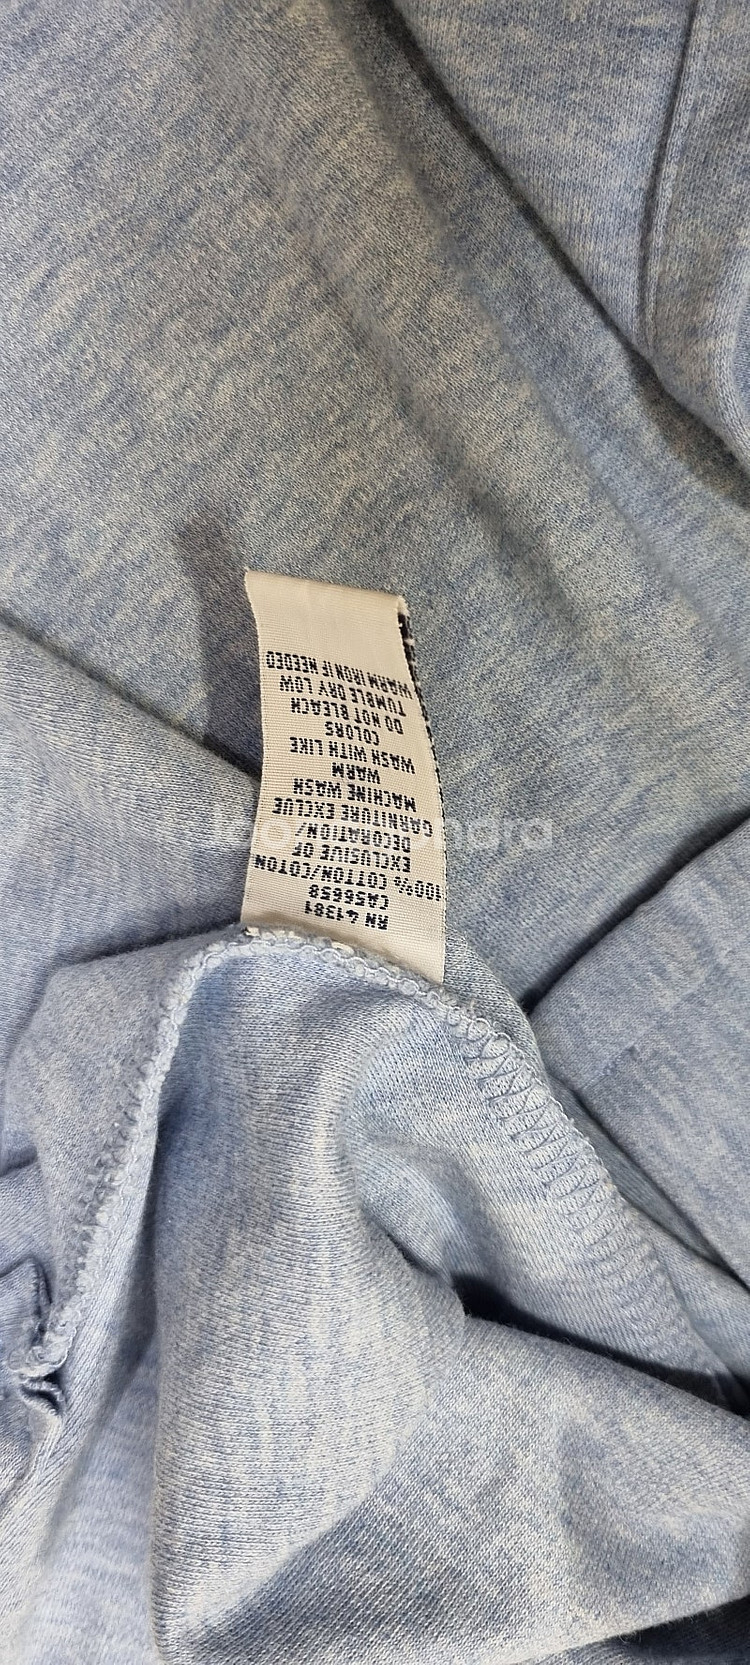 RN 41381
CA56658
100% COTTON/COTON
EXCLUSIVE OF
DECORATION
GARNITURE EXCLUE
MACHINE WASH
WARM
WASH WITH LIKE
COLORS
DO NOT BLEACH
TUMBLE DRY LOW
WARM IRON IF NEEDED